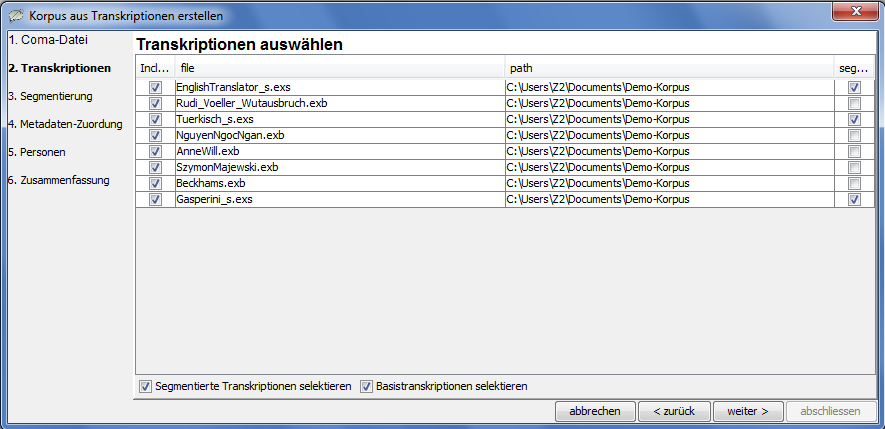 Korpus aus Transkriptionen erstellen
1. Coma-Datei
2. Transkriptionen
3. Segmentierung
4. Metadaten-Zuordung
5. Personen
6. Zusammenfassung
Transkriptionen auswählen
Incl... file path seg...
EnglishTranslator_s.exs C:\Users\Z2\Documents\Demo-Korpus
Rudi_Voeller_Wutausbruch.exb C:\Users\Z2\Documents\Demo-Korpus
Tuerkisch_s.exs C:\Users\Z2\Documents\Demo-Korpus
NguyenNgocNgan.exb C:\Users\Z2\Documents\Demo-Korpus
AnneWill.exb C:\Users\Z2\Documents\Demo-Korpus
SzymonMajewski.exb C:\Users\Z2\Documents\Demo-Korpus
Beckhams.exb C:\Users\Z2\Documents\Demo-Korpus
Gasperini_s.exs C:\Users\Z2\Documents\Demo-Korpus
Segmentierte Transkriptionen selektieren Basistranskriptionen selektieren
abbrechen < zurück weiter > abschliessen